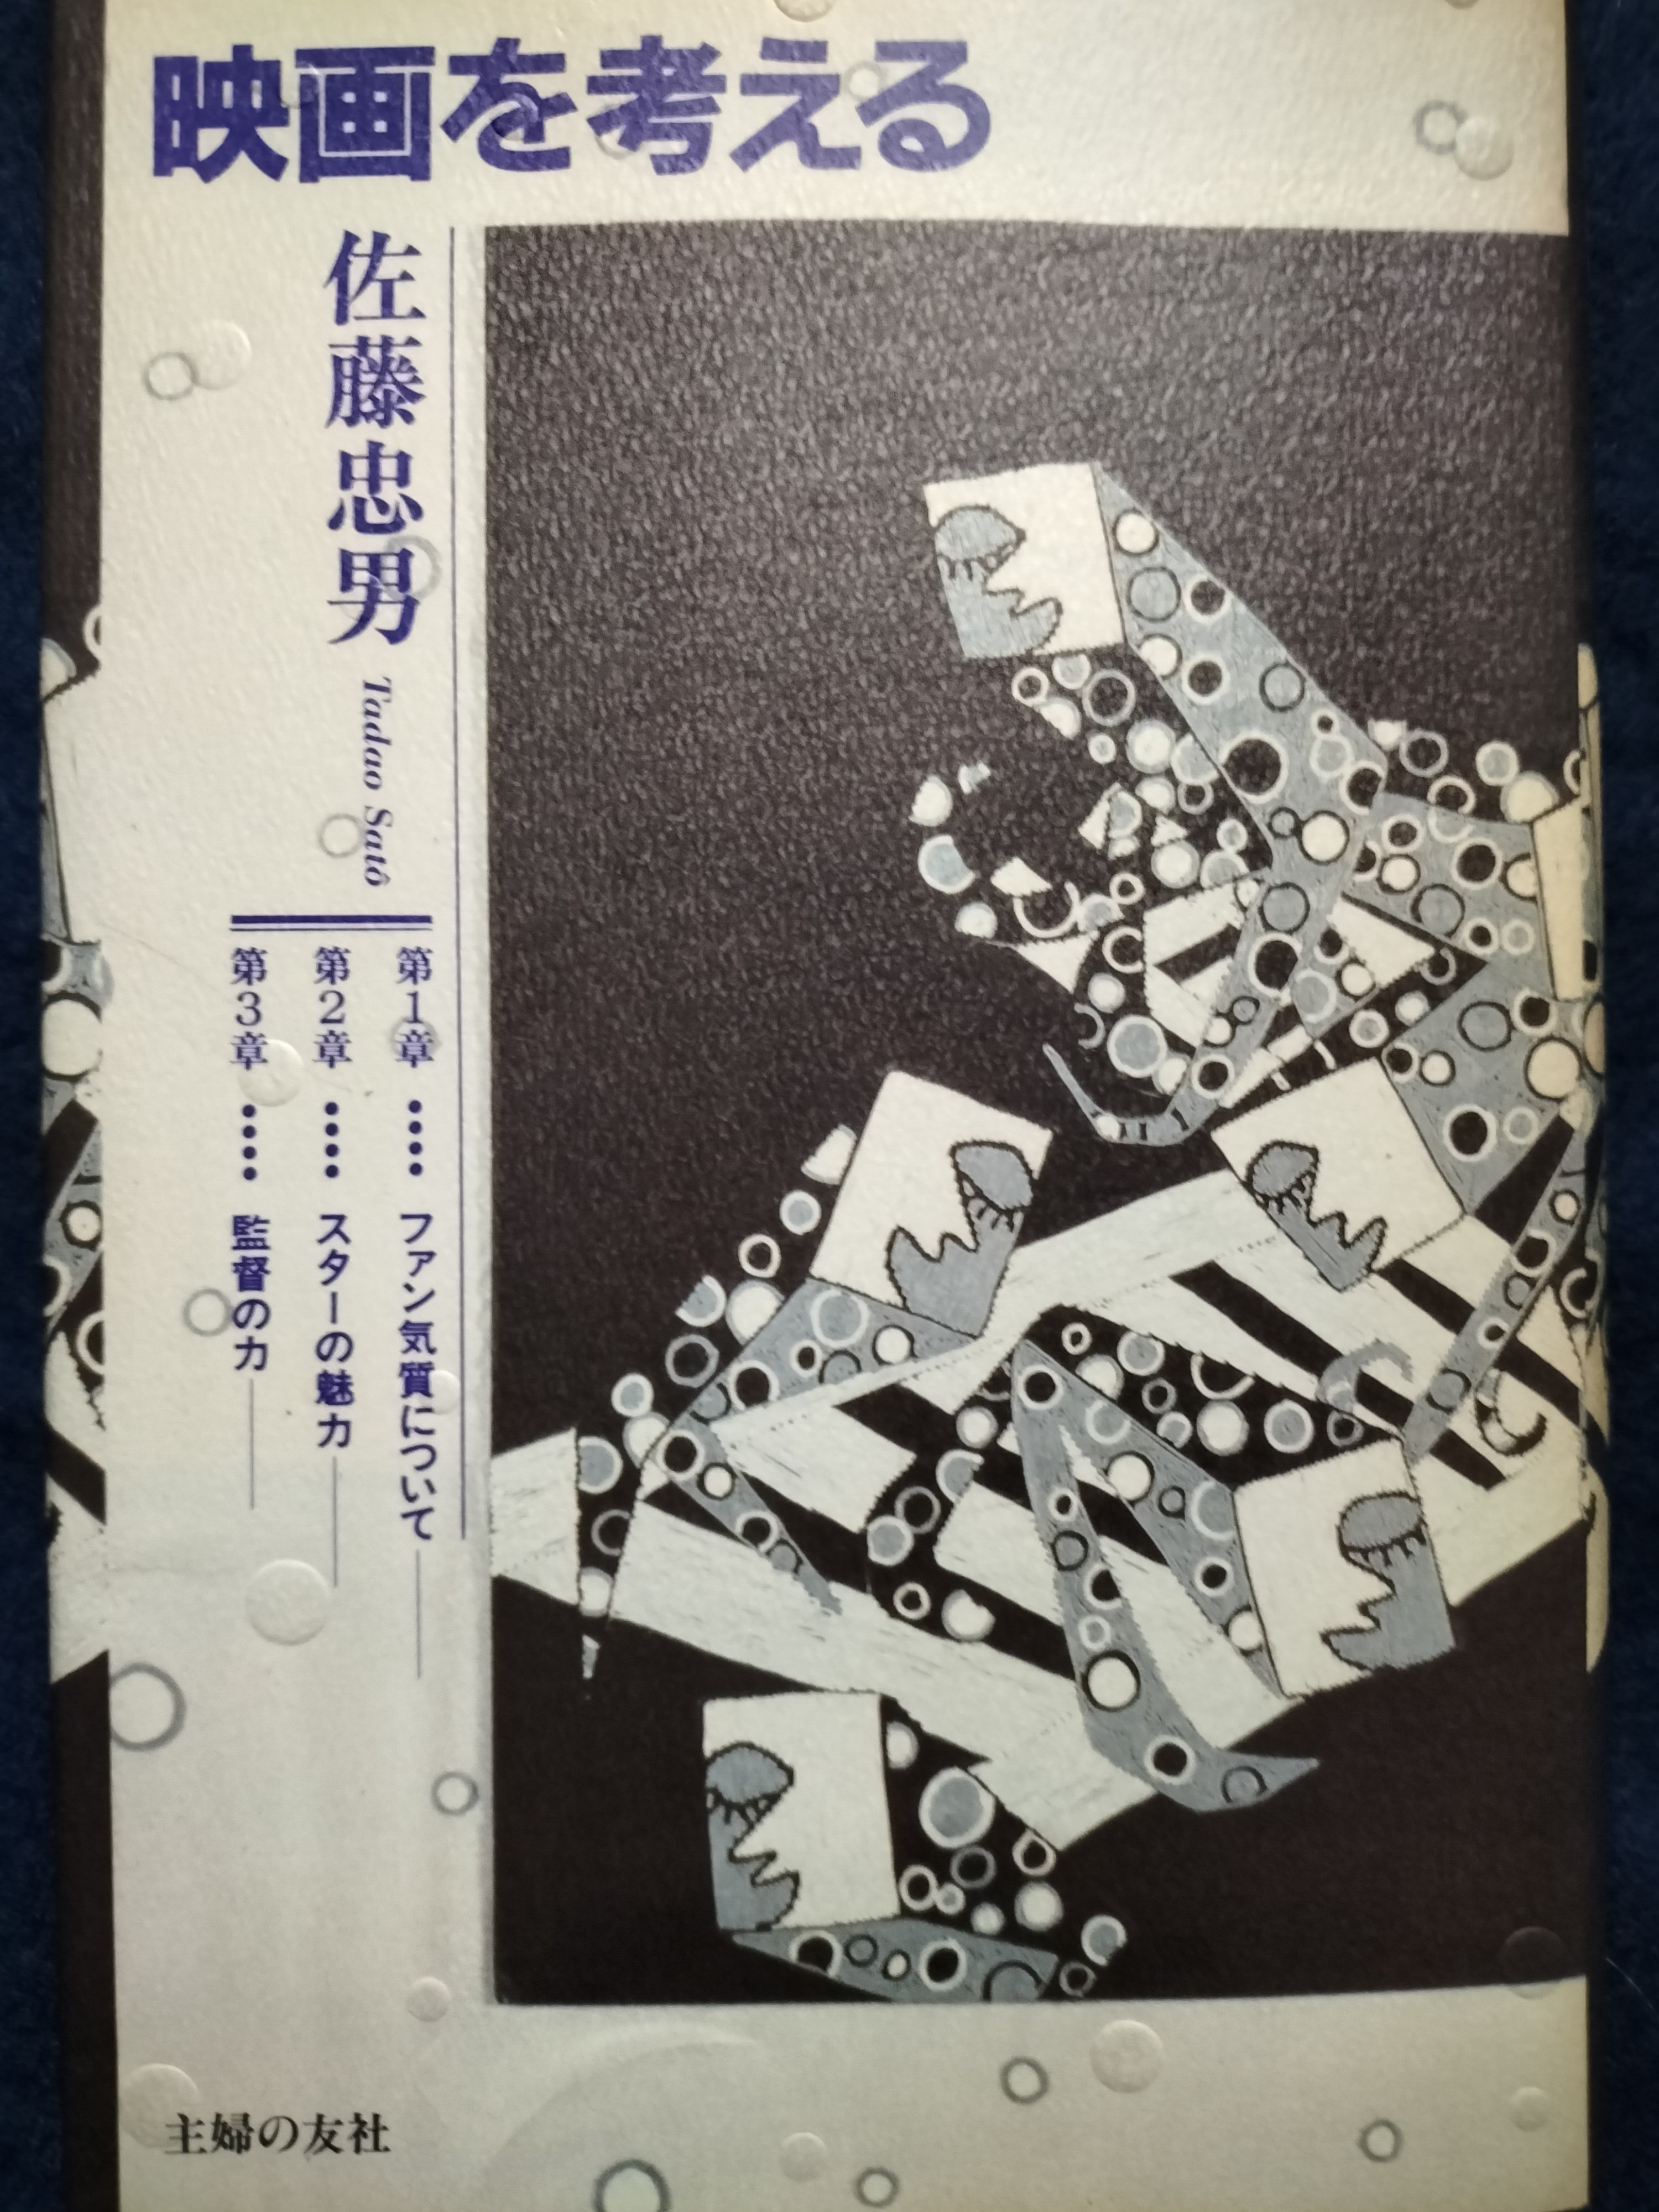 映画を考える
佐藤忠男
Tadao Satô
第1章 •••• ファン気質について
第2章 •••• スターの魅力
第3章 •••• 監督の力
主婦の友社